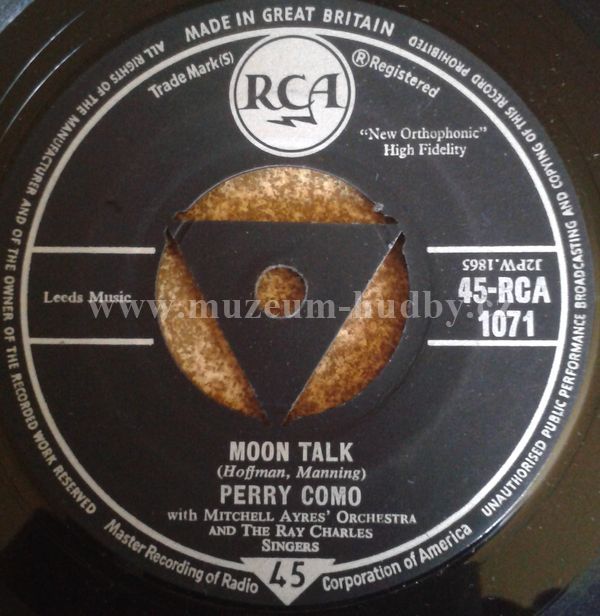 MADE IN GREAT BRITAIN
ALL RIGHTS OF THE MANUFACTURER AND OF THE OWNER OF THE RECORDED WORK RESERVED
UNAUTHORISED PUBLIC PERFORMANCE BROADCASTING AND COPYING OF THIS RECORD PROHIBITED
Trade Mark(s)
RCA
® Registered
"New Orthophonic"
High Fidelity
J2PW.1865
Leeds Music
45-RCA
1071
www.muzeum-hudby.cz
MOON TALK
(Hoffman, Manning)
PERRY COMO
with MITCHELL AYRES' ORCHESTRA
AND THE RAY CHARLES
SINGERS
Master Recording of Radio Corporation of America
45